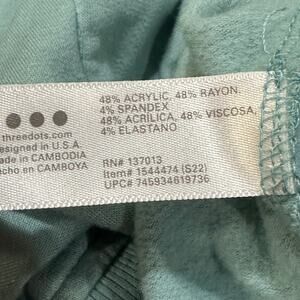 threedots.com
designed in U.S.A.
Made in CAMBODIA
Hecho en CAMBOYA
48% ACRYLIC, 48% RAYON,
4% SPANDEX
48% ACRÍLICA, 48% VISCOSA,
4% ELASTANO
RN# 137013
Item# 1544474 (S22)
UPC# 745934619736